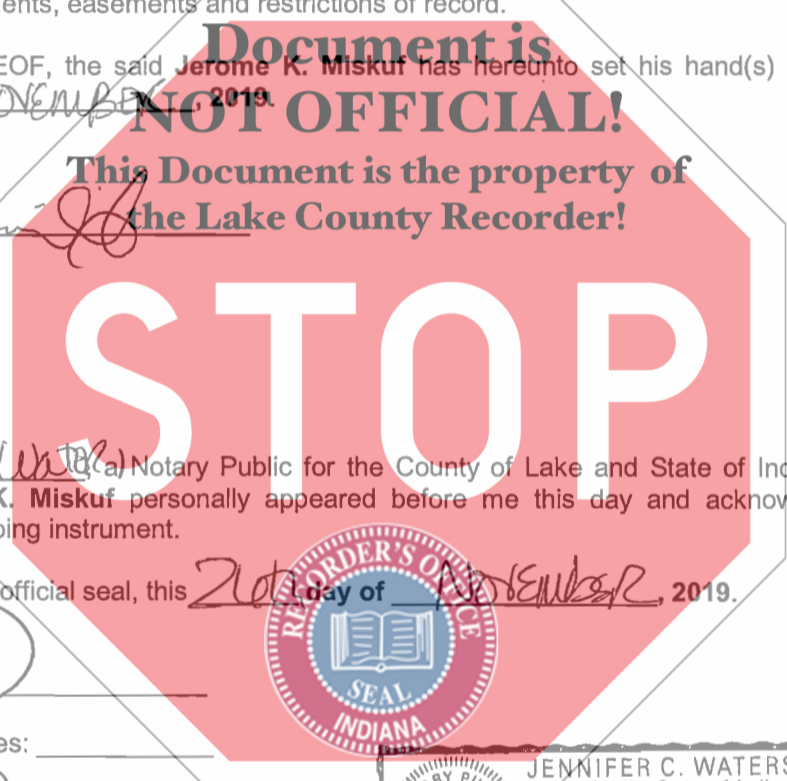 ents, easements and restrictions of record.
Document is
EOF, the said Jerome K. Miskuf has hereunto set his hand(s)
NOVEMBER, 2019.
NOT OFFICIAL!
This Document is the property of
the Lake County Recorder!
STOP
a Notary Public for the County of Lake and State of Ind
K. Miskuf personally appeared before me this day and acknow
oing instrument.
official seal, this day of NOVEMBER, 2019.
RECORDER'S OFFICE
SEAL
INDIANA
es:
JENNIFER C. WATERS